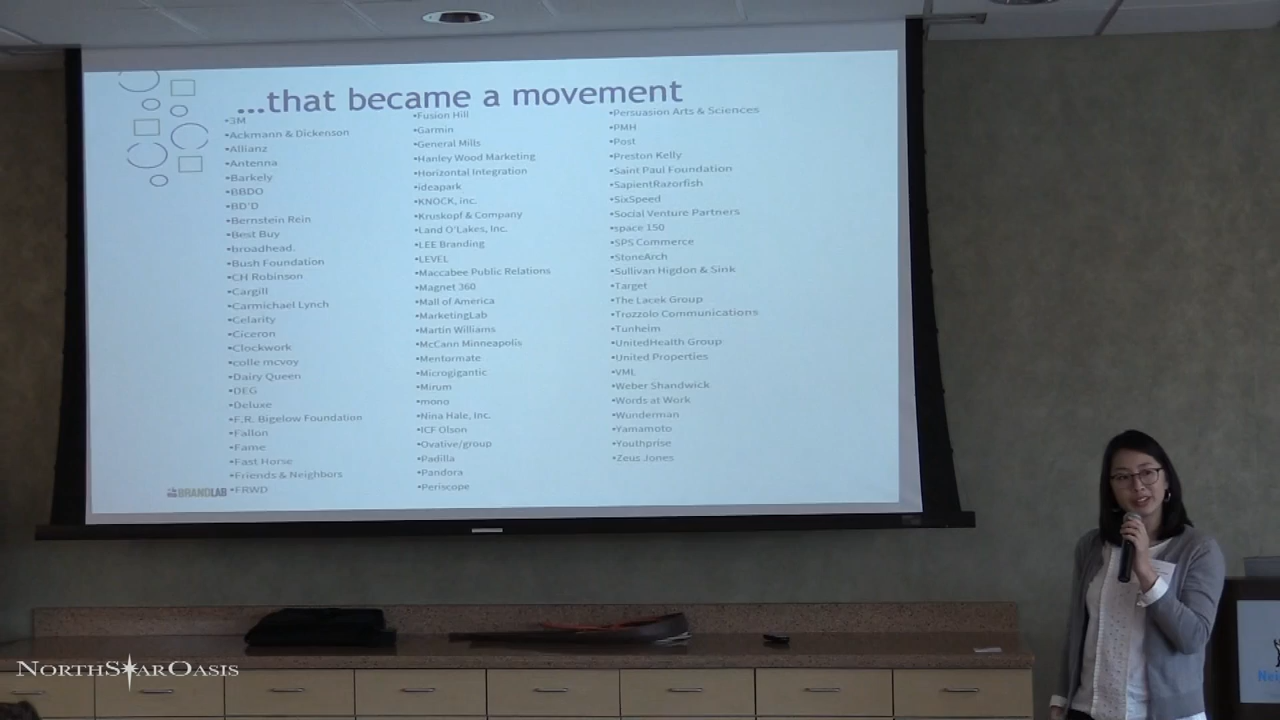 ...that became a movement
•3M
•Ackmann & Dickenson
•Allianz
•Antenna
•Barkely
•BBDO
•BD'D
•Bernstein Rein
•Best Buy
•broadhead.
•Bush Foundation
•CH Robinson
•Cargill
•Carmichael Lynch
•Celarity
•Ciceron
•Clockwork
•colle mcvoy
•Dairy Queen
•DEG
•Deluxe
•F.R. Bigelow Foundation
•Fallon
•Fame
•Fast Horse
•Friends & Neighbors
•FRWD
•Fusion Hill
•Garmin
•General Mills
•Hanley Wood Marketing
•Horizontal Integration
•ideapark
•KNOCK, inc.
•Kruskopf & Company
•Land O'Lakes, Inc.
•LEE Branding
•LEVEL
•Maccabee Public Relations
•Magnet 360
•Mall of America
•MarketingLab
•Martin Williams
•McCann Minneapolis
•Mentormate
•Microgigantic
•Mirum
•mono
•Nina Hale, Inc.
•ICF Olson
•Ovative/group
•Padilla
•Pandora
•Periscope
•Persuasion Arts & Sciences
•PMH
•Post
•Preston Kelly
•Saint Paul Foundation
•SapientRazorfish
•SixSpeed
•Social Venture Partners
•space 150
•SPS Commerce
•StoneArch
•Sullivan Higdon & Sink
•Target
•The Lacek Group
•Trozzolo Communications
•Tunheim
•UnitedHealth Group
•United Properties
•VML
•Weber Shandwick
•Words at Work
•Wunderman
•Yamamoto
•Youthprise
•Zeus Jones
BRANDLAB
NORTHSTAROASIS
Nei